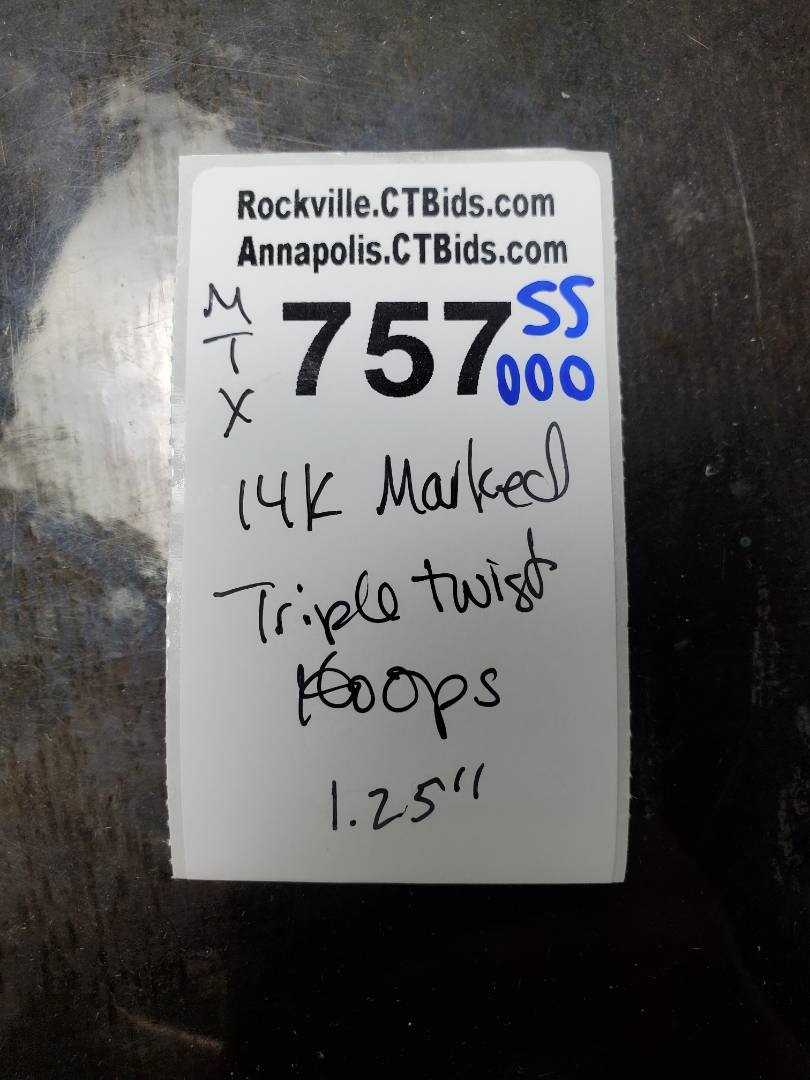 Rockville.CTBids.com
Annapolis.CTBids.com
M
T
X
757
SS
000
14K Marked
Triple twist
Hoops
1.25"